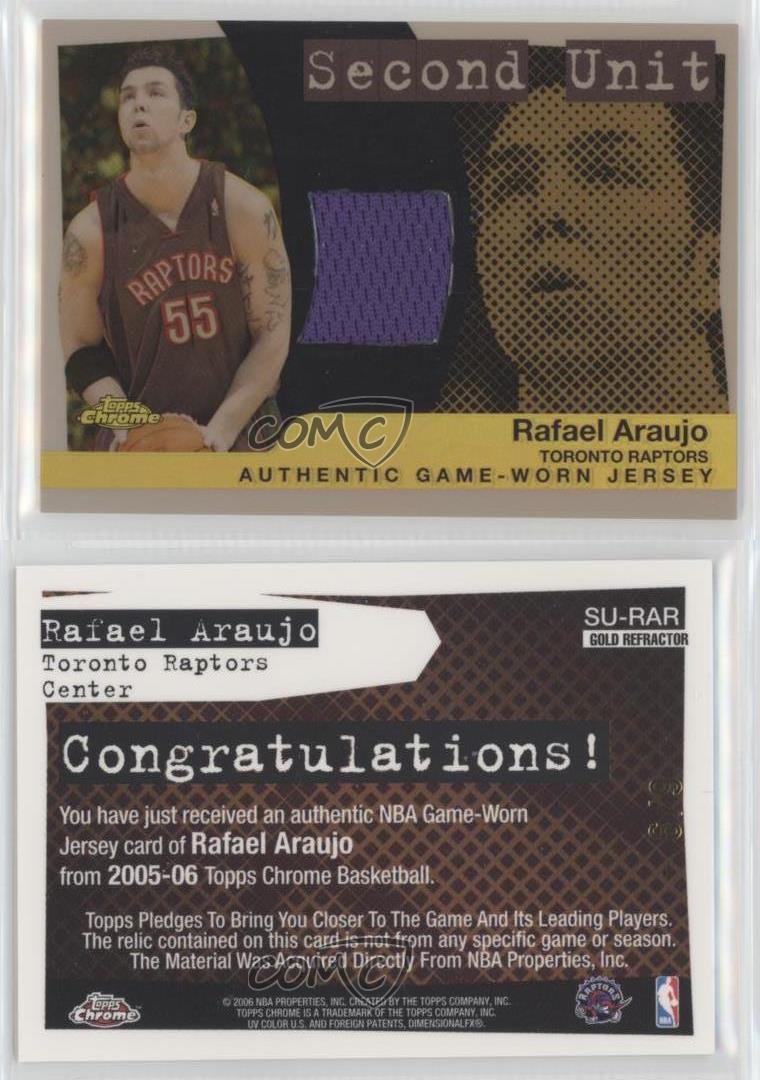 Second Unit
RAPTORS
55
Topps
Chrome
COMC
Rafael Araujo
TORONTO RAPTORS
AUTHENTIC GAME-WORN JERSEY
Rafael Araujo
Toronto Raptors
Center
SU-RAR
GOLD REFRACTOR
Congratulations!
You have just received an authentic NBA Game-Worn
Jersey card of Rafael Araujo
from 2005-06 Topps Chrome Basketball.
Topps Pledges To Bring You Closer To The Game And Its Leading Players.
The relic contained on this card is not from any specific game or season.
The Material Was Acquired Directly From NBA Properties, Inc.
COMC
Topps
Chrome
© 2006 NBA PROPERTIES, INC. CREATED BY THE TOPPS COMPANY, INC.
TOPPS CHROME IS A TRADEMARK OF THE TOPPS COMPANY, INC.
UV COLOR U.S. AND FOREIGN PATENTS, DIMENSIONALFX®.
RAPTORS
NBA